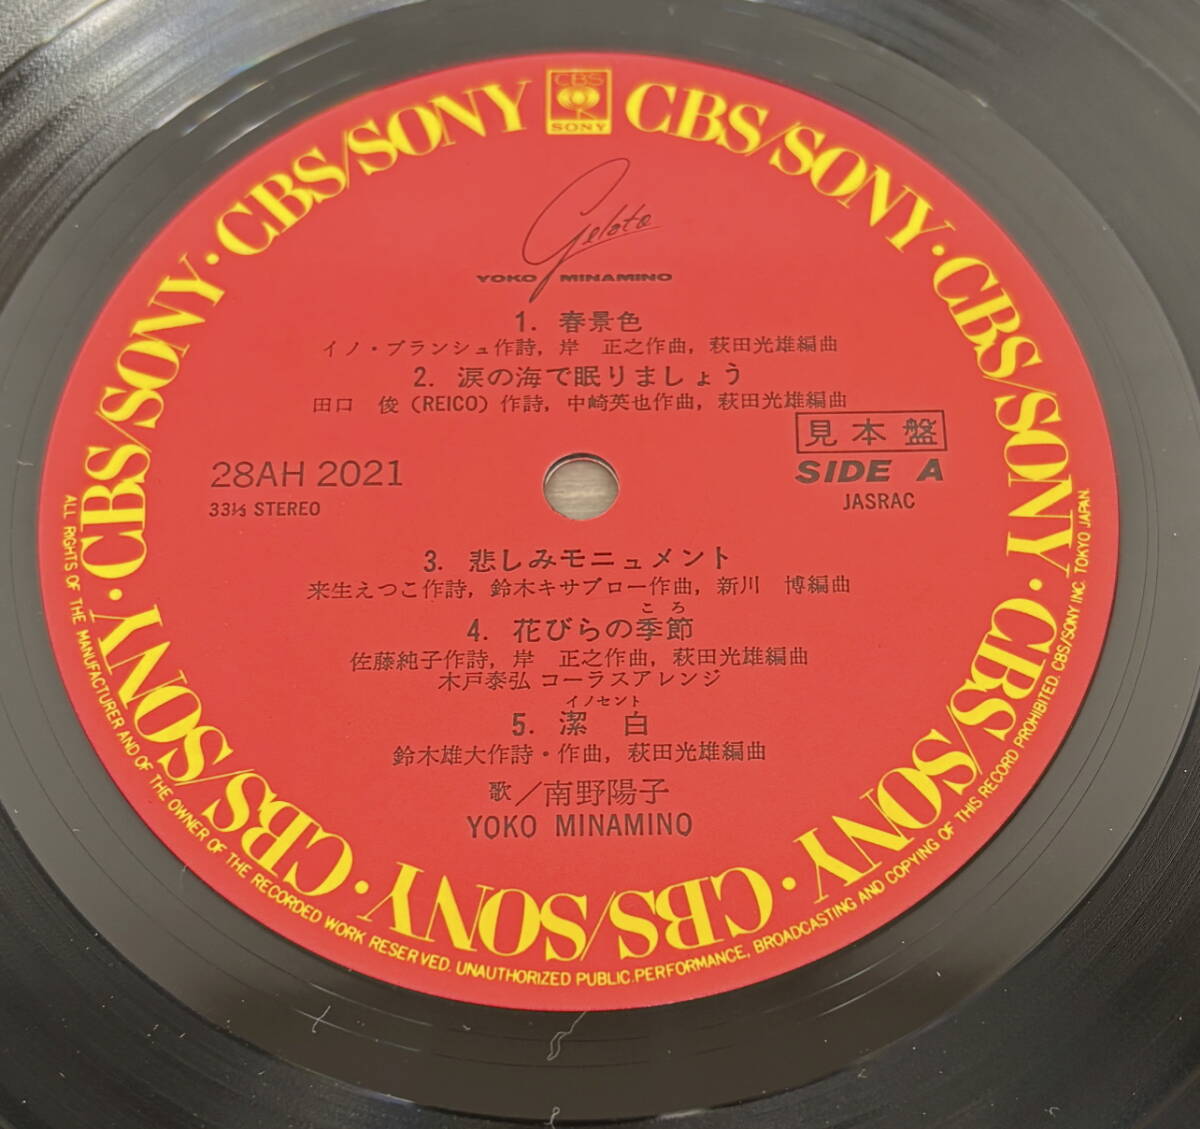 CBS
SONY
CBS/SONY · CBS/SONY · CBS/SONY · CBS/SONY · CBS/SONY · CBS/SONY · CBS/SONY · CBS/SONY · CBS/SONY · CBS/SONY
Gelato
YOKO MINAMINO
1. 春景色
イノ・ブランシュ作詩, 岸 正之作曲, 萩田光雄編曲
2. 涙の海で眠りましょう
田口 俊 (REICO) 作詩, 中崎英也作曲, 萩田光雄編曲
見本盤
28AH 2021
SIDE A
33⅓ STEREO
JASRAC
3. 悲しみモニュメント
来生えつこ作詩, 鈴木キサブロー作曲, 新川 博編曲
ころ
4. 花びらの季節
佐藤純子作詩, 岸 正之作曲, 萩田光雄編曲
木戸泰弘 コーラスアレンジ
イノセント
5. 潔 白
鈴木雄大作詩・作曲, 萩田光雄編曲
歌/南野陽子
YOKO MINAMINO
ALL RIGHTS OF THE MANUFACTURER AND OF THE OWNER OF THE RECORDED WORK RESERVED. UNAUTHORIZED PUBLIC PERFORMANCE, BROADCASTING AND COPYING OF THIS RECORD PROHIBITED. CBS/SONY INC. TOKYO JAPAN.